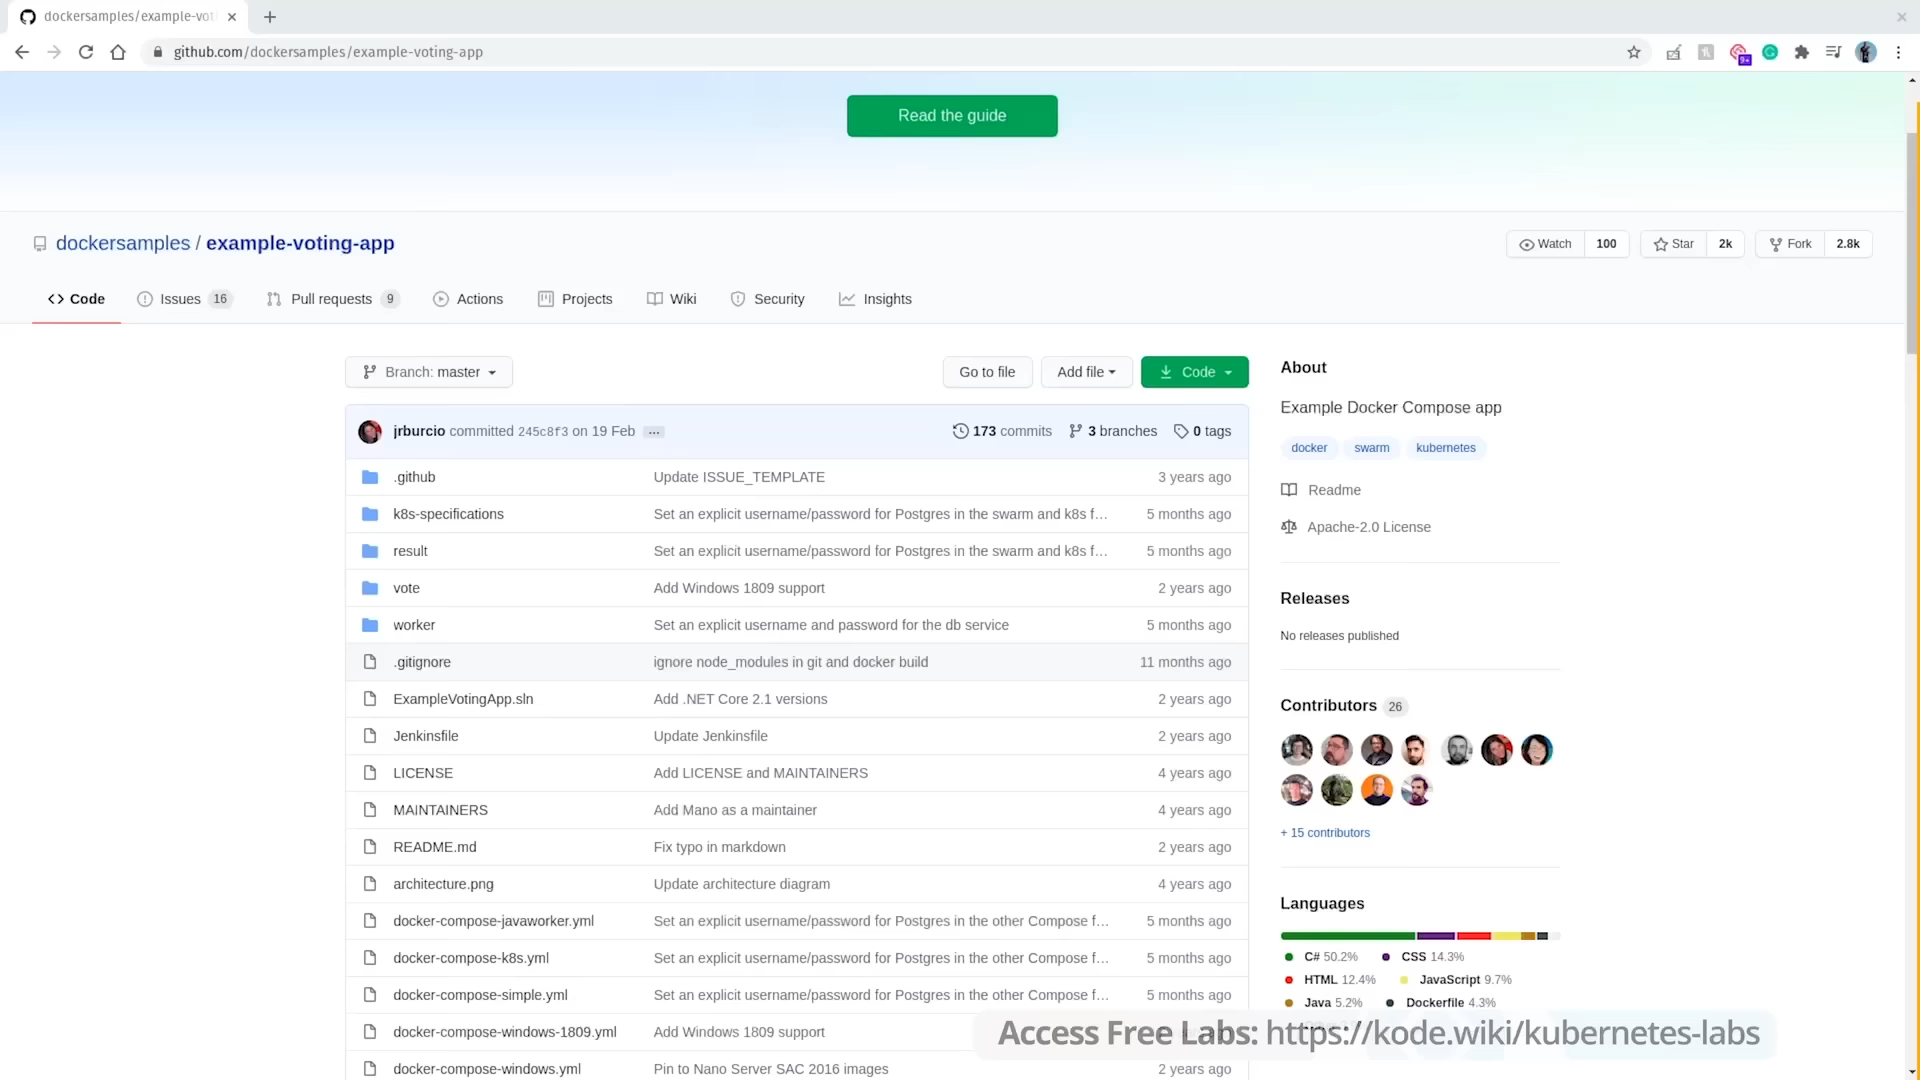 dockersamples/example-vot
github.com/dockersamples/example-voting-app
9+
Read the guide
dockersamples / example-voting-app
Watch 100 Star 2k Fork 2.8k
Code Issues 16 Pull requests 9 Actions Projects Wiki Security Insights
Branch: master Go to file Add file Code
jrburcio committed 245c8f3 on 19 Feb ... 173 commits 3 branches 0 tags
.github Update ISSUE_TEMPLATE 3 years ago
k8s-specifications Set an explicit username/password for Postgres in the swarm and k8s f… 5 months ago
result Set an explicit username/password for Postgres in the swarm and k8s f… 5 months ago
vote Add Windows 1809 support 2 years ago
worker Set an explicit username and password for the db service 5 months ago
.gitignore ignore node_modules in git and docker build 11 months ago
ExampleVotingApp.sln Add .NET Core 2.1 versions 2 years ago
Jenkinsfile Update Jenkinsfile 2 years ago
LICENSE Add LICENSE and MAINTAINERS 4 years ago
MAINTAINERS Add Mano as a maintainer 4 years ago
README.md Fix typo in markdown 2 years ago
architecture.png Update architecture diagram 4 years ago
docker-compose-javaworker.yml Set an explicit username/password for Postgres in the other Compose f… 5 months ago
docker-compose-k8s.yml Set an explicit username/password for Postgres in the other Compose f… 5 months ago
docker-compose-simple.yml Set an explicit username/password for Postgres in the other Compose f… 5 months ago
docker-compose-windows-1809.yml Add Windows 1809 support
docker-compose-windows.yml Pin to Nano Server SAC 2016 images 2 years ago
About
Example Docker Compose app
docker swarm kubernetes
Readme
Apache-2.0 License
Releases
No releases published
Contributors 26
+ 15 contributors
Languages
C# 50.2% CSS 14.3%
HTML 12.4% JavaScript 9.7%
Java 5.2% Dockerfile 4.3%
Access Free Labs: https://kode.wiki/kubernetes-labs